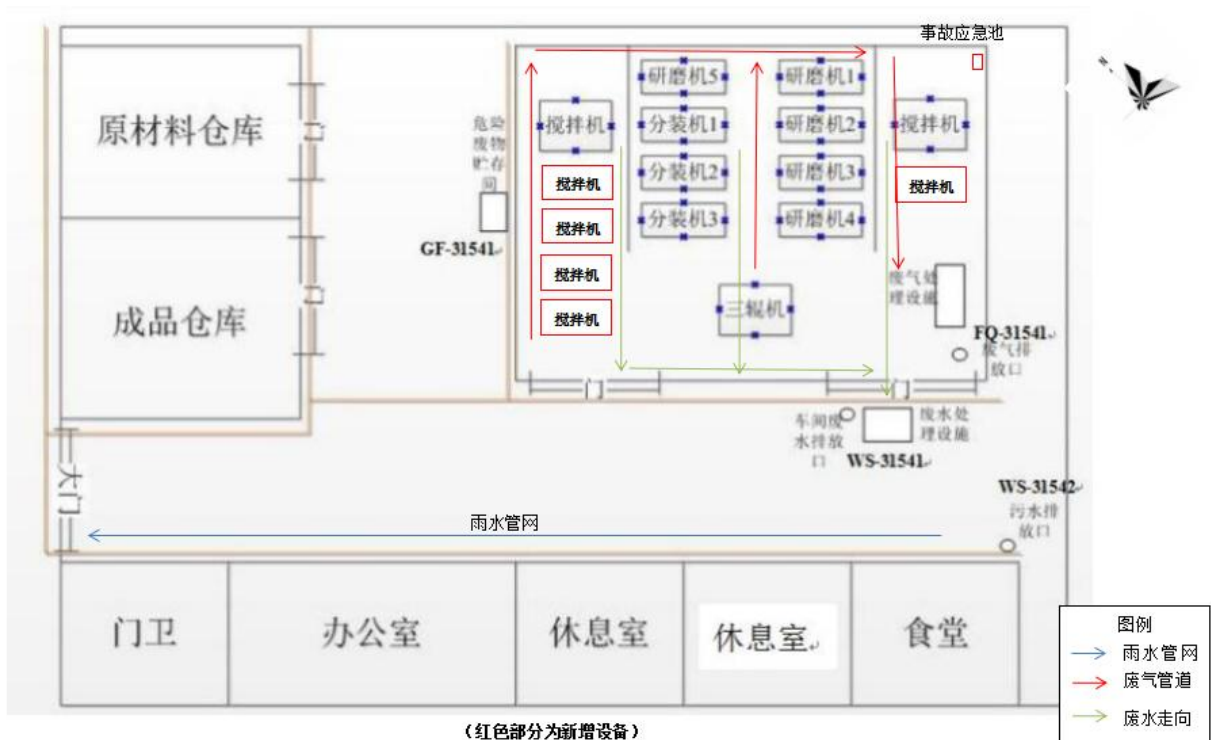 事故应急池
N
原材料仓库
门
成品仓库
门
大门
危险
废物
贮存
间
GF-31541
搅拌机
搅拌机
搅拌机
搅拌机
搅拌机
研磨机5
分装机1
分装机2
分装机3
研磨机1
研磨机2
研磨机3
研磨机4
三辊机
搅拌机
搅拌机
废气处
理设施
FQ-31541
废气排
放口
门
门
车间废
水排放
口
废水处
理设施
WS-31541
WS-31542
污水排
放口
雨水管网
门卫
办公室
休息室
休息室
食堂
图例
雨水管网
废气管道
废水走向
（红色部分为新增设备）